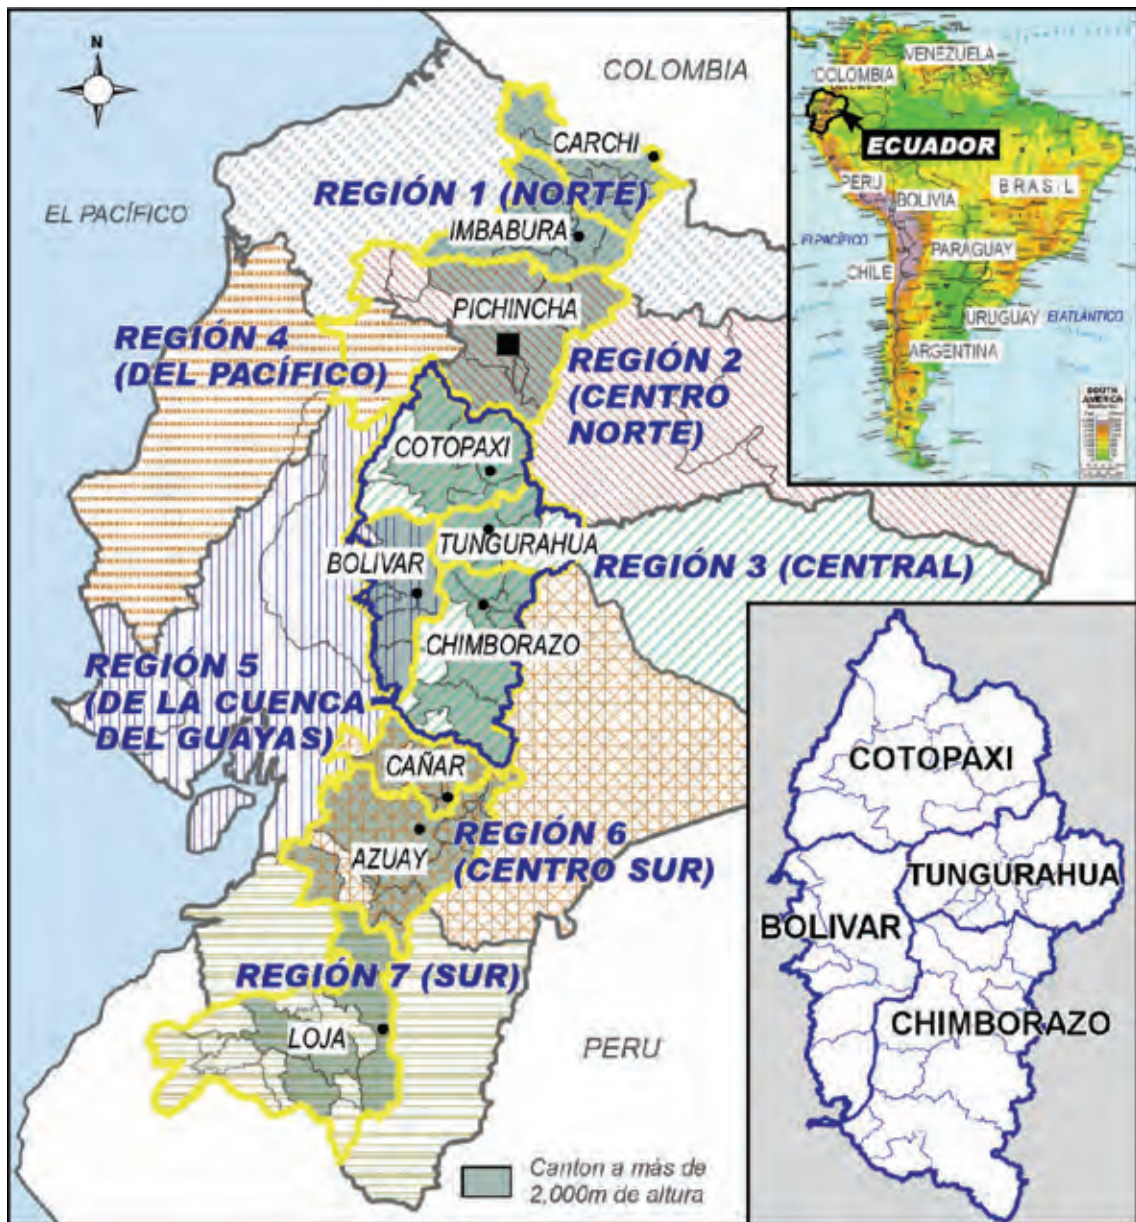 N
COLOMBIA
CARCHI
REGIÓN 1 (NORTE)
EL PACÍFICO
IMBABURA
PICHINCHA
REGIÓN 4
(DEL PACÍFICO)
REGIÓN 2
(CENTRO
NORTE)
COTOPAXI
TUNGURAHUA
BOLIVAR
REGIÓN 3 (CENTRAL)
CHIMBORAZO
REGIÓN 5
(DE LA CUENCA
DEL GUAYAS)
CAÑAR
REGIÓN 6
(CENTRO SUR)
AZUAY
REGIÓN 7 (SUR)
LOJA
PERU
Canton a más de
2,000m de altura
VENEZUELA
COLOMBIA
ECUADOR
PERU
BRASIL
BOLIVIA
EL PACÍFICO
PARAGUAY
CHILE
URUGUAY
El ATLÁNTICO
ARGENTINA
SOUTH
AMERICA
COTOPAXI
TUNGURAHUA
BOLIVAR
CHIMBORAZO